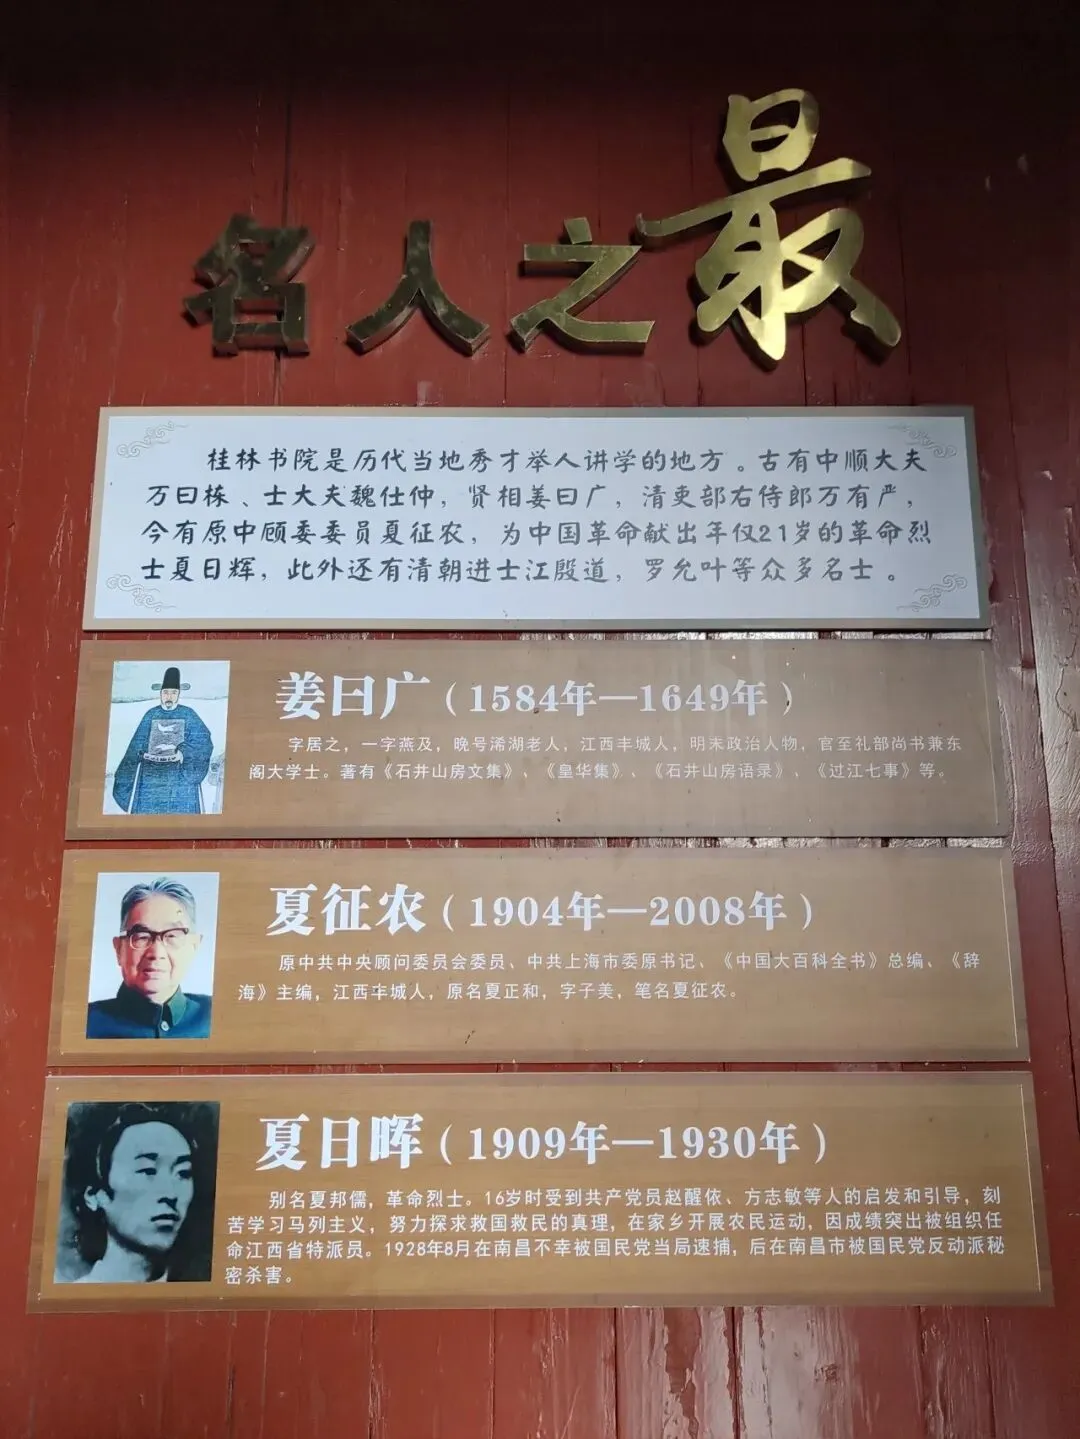 名人之最
桂林书院是历代当地秀才举人讲学的地方。古有中顺大夫
万曰栋、士大夫魏仕仲，贤相姜曰广，清吏部右侍郎万有严，
今有原中顾委委员夏征农，为中国革命献出年仅21岁的革命烈
士夏日辉，此外还有清朝进士江殷道，罗允叶等众多名士。
姜曰广（1584年—1649年）
字居之，一字燕及，晚号浠湖老人，江西丰城人，明末政治人物，官至礼部尚书兼东
阁大学士。著有《石井山房文集》、《皇华集》、《石井山房语录》、《过江七事》等。
夏征农（1904年—2008年）
原中共中央顾问委员会委员、中共上海市委原书记、《中国大百科全书》总编、《辞
海》主编，江西丰城人，原名夏正和，字子美，笔名夏征农。
夏日晖（1909年—1930年）
别名夏邦儒，革命烈士。16岁时受到共产党员赵醒侬、方志敏等人的启发和引导，刻
苦学习马列主义，努力探求救国救民的真理，在家乡开展农民运动，因成绩突出被组织任
命江西省特派员。1928年8月在南昌不幸被国民党当局逮捕，后在南昌市被国民党反动派秘
密杀害。